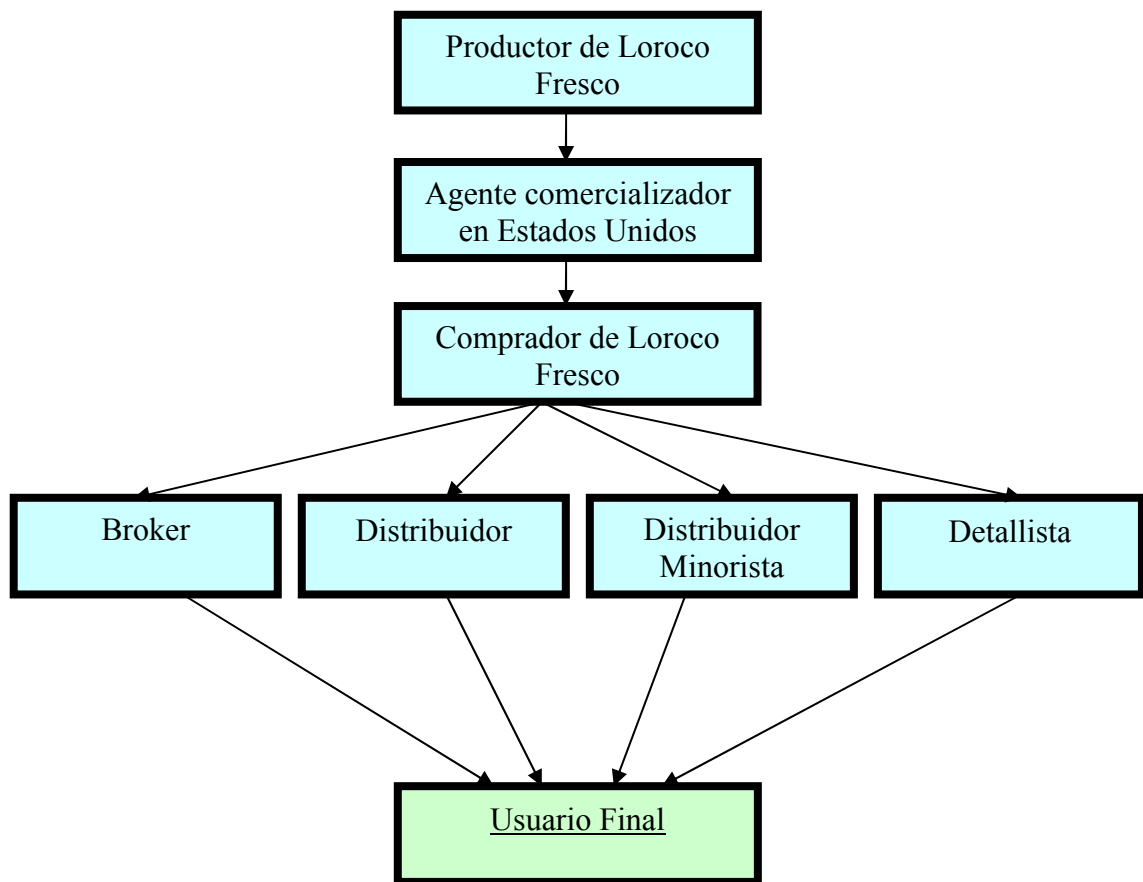 Productor de Loroco
Fresco
Agente comercializador
en Estados Unidos
Comprador de Loroco
Fresco
Broker
Distribuidor
Distribuidor
Minorista
Detallista
Usuario Final